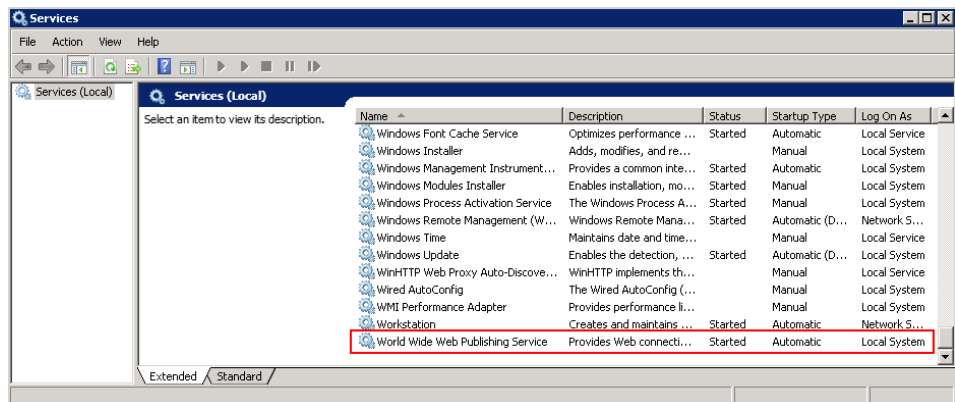 Services
File Action View Help
Services (Local)
Services (Local)
Select an item to view its description.
Name Description Status Startup Type Log On As
Windows Font Cache Service Optimizes performance ... Started Automatic Local Service
Windows Installer Adds, modifies, and re... Manual Local System
Windows Management Instrument... Provides a common inte... Started Automatic Local System
Windows Modules Installer Enables installation, mo... Started Manual Local System
Windows Process Activation Service The Windows Process A... Started Manual Local System
Windows Remote Management (W... Windows Remote Mana... Started Automatic (D... Network S...
Windows Time Maintains date and time... Manual Local Service
Windows Update Enables the detection, ... Started Automatic (D... Local System
WinHTTP Web Proxy Auto-Discove... WinHTTP implements th... Manual Local Service
Wired AutoConfig The Wired AutoConfig (... Manual Local System
WMI Performance Adapter Provides performance li... Manual Local System
Workstation Creates and maintains ... Started Automatic Network S...
World Wide Web Publishing Service Provides Web connecti... Started Automatic Local System
Extended Standard